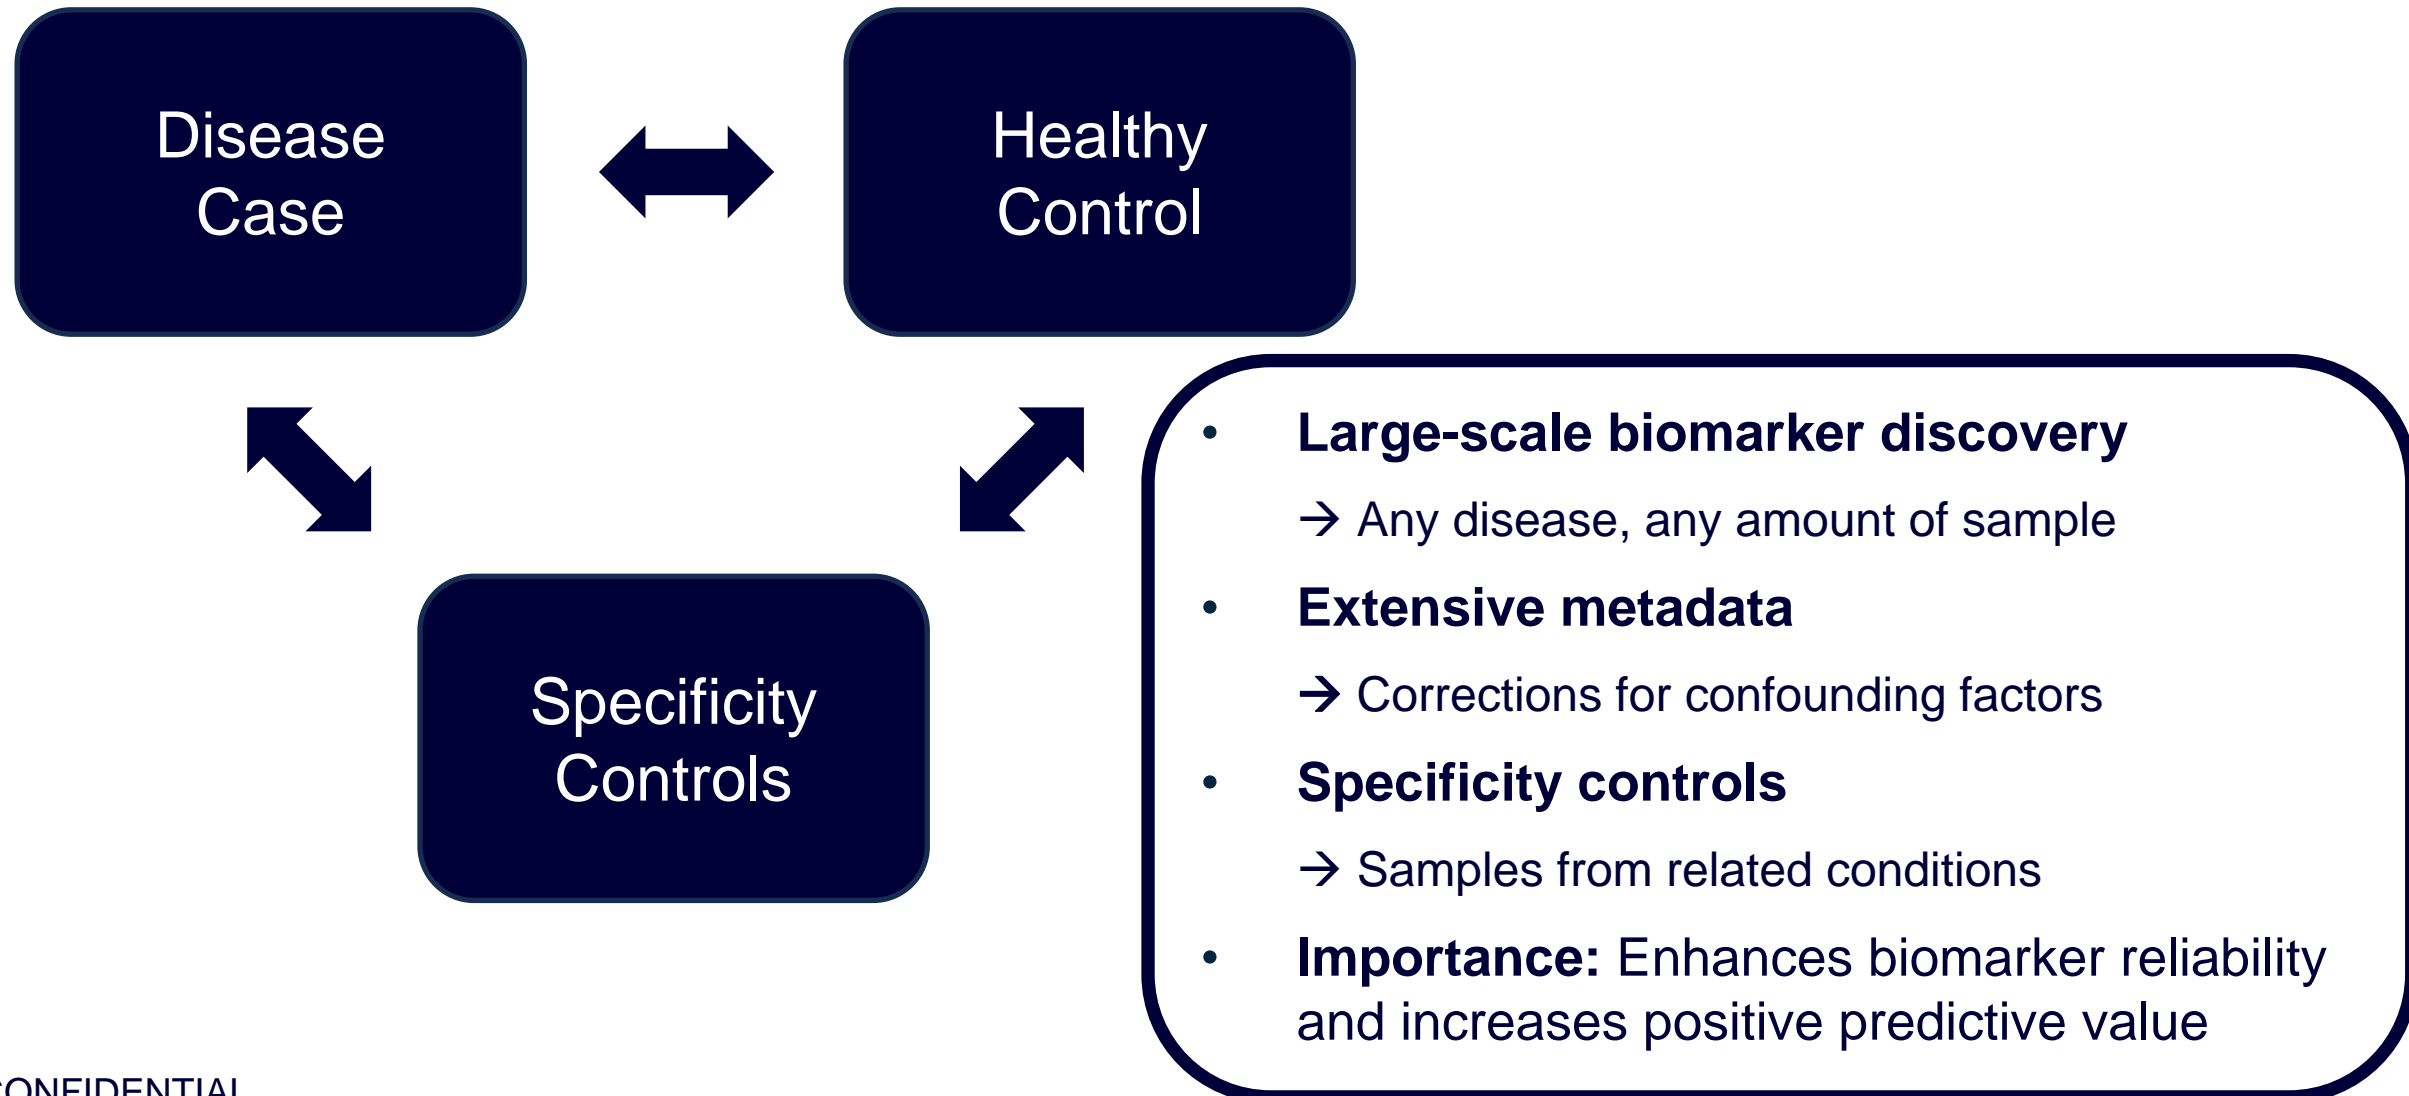 Disease
Case
Healthy
Control
Specificity
Controls
• Large-scale biomarker discovery
→ Any disease, any amount of sample
• Extensive metadata
→ Corrections for confounding factors
• Specificity controls
→ Samples from related conditions
• Importance: Enhances biomarker reliability
and increases positive predictive value
CONFIDENTIAL